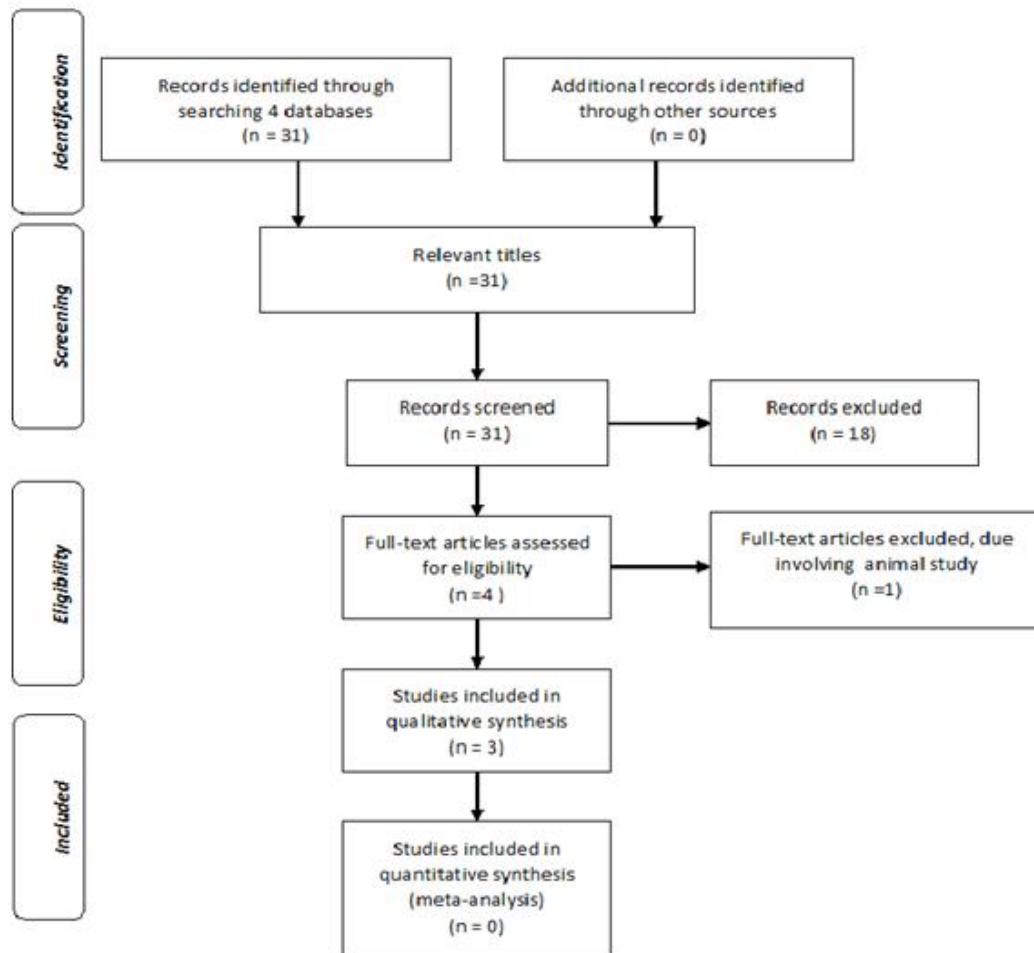 Identification
Records identified through
searching 4 databases
(n = 31)
Additional records identified
through other sources
(n = 0)
Screening
Relevant titles
(n =31)
Records screened
(n = 31)
Records excluded
(n = 18)
Eligibility
Full-text articles assessed
for eligibility
(n =4 )
Full-text articles excluded, due
involving animal study
(n =1)
Included
Studies included in
qualitative synthesis
(n = 3)
Studies included in
quantitative synthesis
(meta-analysis)
(n = 0)